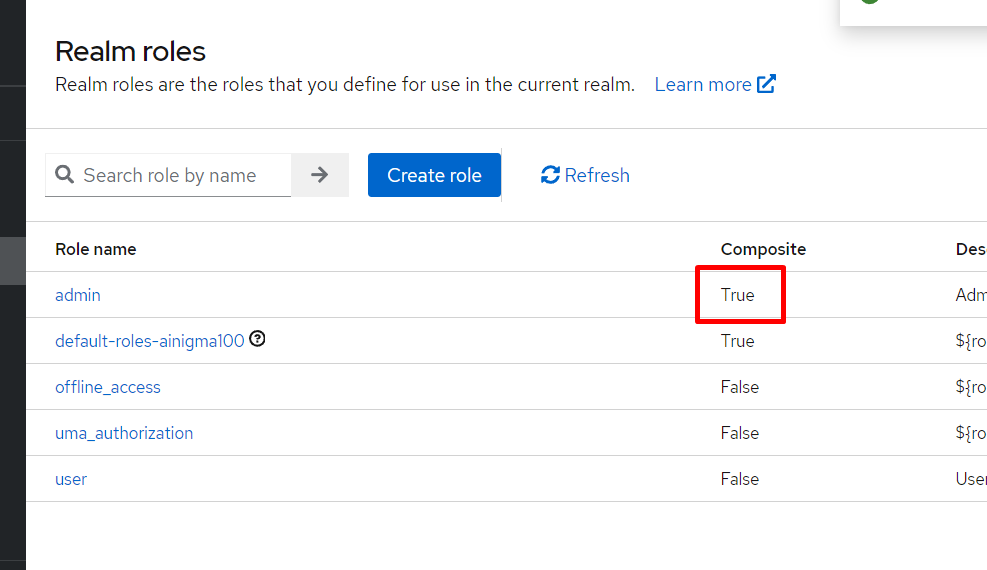 Realm roles
Realm roles are the roles that you define for use in the current realm. Learn more
Search role by name Create role Refresh
Role name Composite Des
admin True Adm
default-roles-ainigma100 True ${ro
offline_access False ${ro
uma_authorization False ${ro
user False User